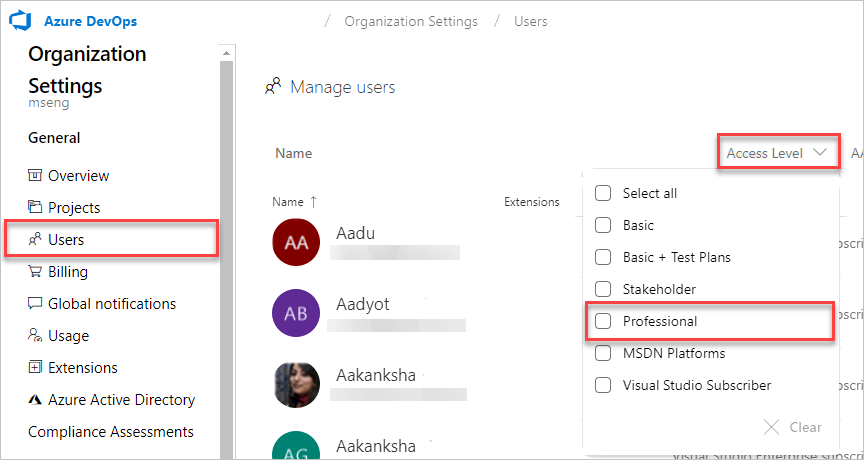 Azure DevOps / Organization Settings / Users
Organization
Settings
mseng
General
Overview
Projects
Users
Billing
Global notifications
Usage
Extensions
Azure Active Directory
Compliance Assessments
Manage users
Name
Access Level
Name ↑
Extensions
AA
Aadu
AB
Aadyot
Aakanksha
AG
Aakanksha
Select all
Basic
Basic + Test Plans
Stakeholder
Professional
MSDN Platforms
Visual Studio Subscriber
Clear